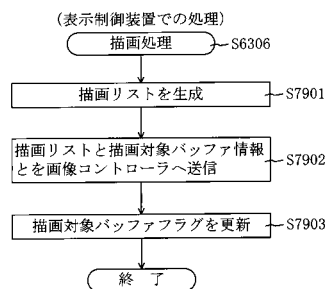 (表示制御装置での処理)
描画処理
S6306
描画リストを生成
S7901
描画リストと描画対象バッファ情報
とを画像コントローラへ送信
S7902
描画対象バッファフラグを更新
S7903
終 了